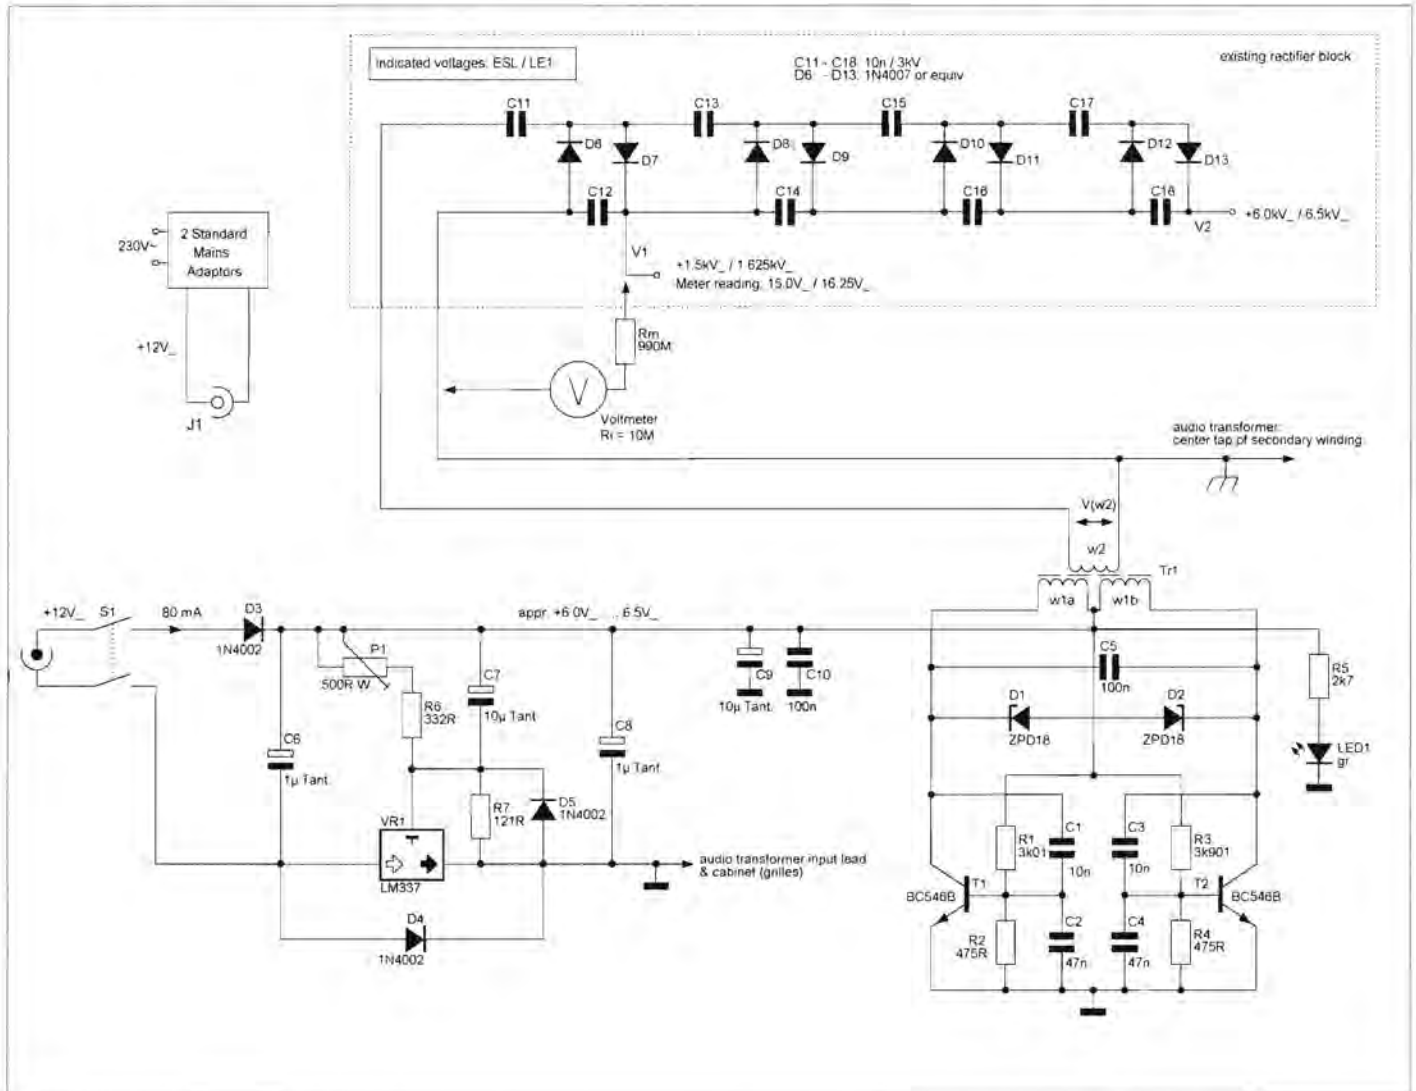 Indicated voltages: ESL / LE1
C11 - C18: 10n / 3kV
D6 - D13: 1N4007 or equiv
existing rectifier block
C11
C13
C15
C17
D6
D7
D8
D9
D10
D11
D12
D13
C12
C14
C16
C18
V1
V2
+6.0kV_ / 6.5kV_
+1.5kV_ / 1.625kV_
Meter reading: 15.0V_ / 16.25V_
2 Standard
Mains
Adaptors
230V~
+12V_
J1
Rm
990M
V
Voltmeter
Ri = 10M
audio transformer:
center tap of secondary winding
V(w2)
w2
Tr1
w1a
w1b
+12V_
S1
80 mA
D3
1N4002
appr. +6.0V_ ... 6.5V_
P1
500R W
R6
332R
C7
10µ Tant
C6
1µ Tant.
C8
1µ Tant
C9
10µ Tant.
C10
100n
C5
100n
D1
ZPD18
D2
ZPD18
R5
2k7
LED1
gr
VR1
LM337
R7
121R
D5
1N4002
D4
1N4002
audio transformer input lead
& cabinet (grilles)
R1
3k01
C1
10n
C3
10n
R3
3k901
BC546B
T1
T2
BC546B
R2
475R
C2
47n
C4
47n
R4
475R